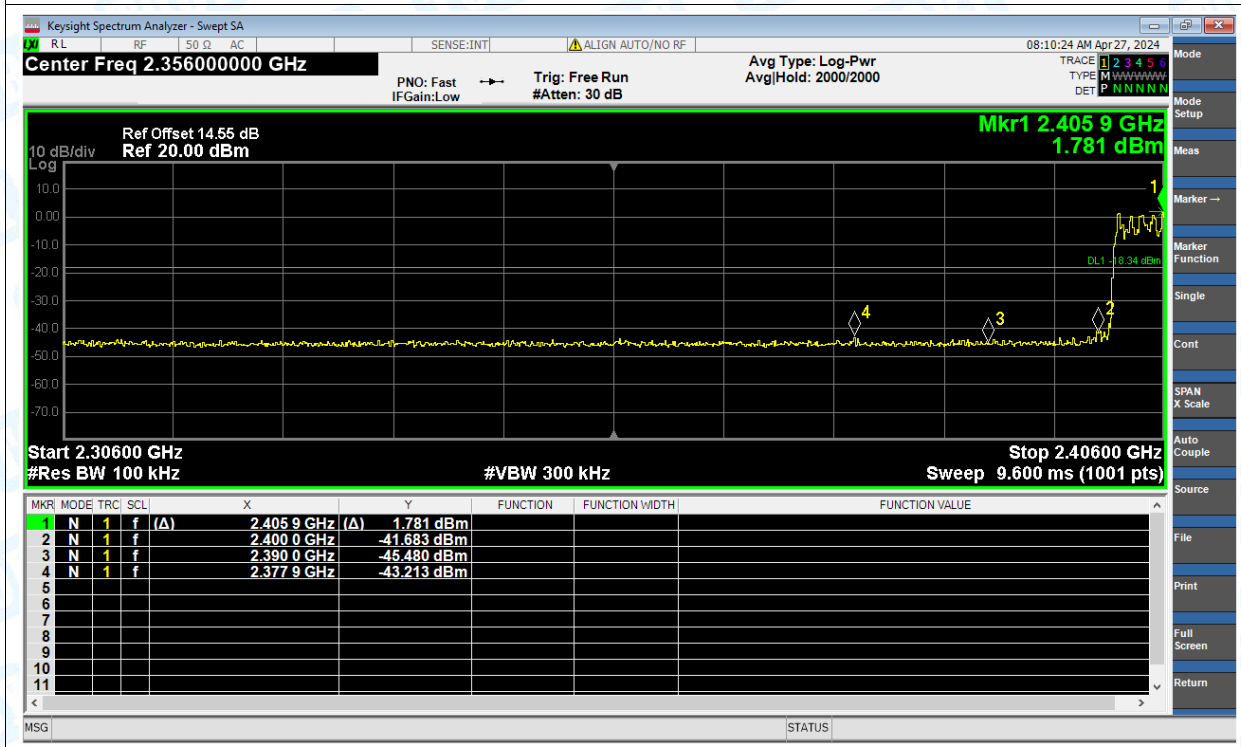 Keysight Spectrum Analyzer - Swept SA
LXI RL RF 50 Ω AC SENSE:INT ALIGN AUTO/NO RF 08:10:24 AM Apr 27, 2024
Center Freq 2.356000000 GHz
PNO: Fast
IFGain:Low
Trig: Free Run
#Atten: 30 dB
Avg Type: Log-Pwr
Avg|Hold: 2000/2000
TRACE 1 2 3 4 5 6
TYPE M WWWWW
DET P N N N N N
Mkr1 2.405 9 GHz
1.781 dBm
Ref Offset 14.55 dB
10 dB/div Ref 20.00 dBm
Log
10.0
0.00
-10.0
-20.0
-30.0
-40.0
-50.0
-60.0
-70.0
1
DL1 -18.34 dBm
4
3
2
Start 2.30600 GHz Stop 2.40600 GHz
#Res BW 100 kHz #VBW 300 kHz Sweep 9.600 ms (1001 pts)
MKR MODE TRC SCL X Y FUNCTION FUNCTION WIDTH FUNCTION VALUE
1 N 1 f (Δ) 2.405 9 GHz (Δ) 1.781 dBm
2 N 1 f 2.400 0 GHz -41.683 dBm
3 N 1 f 2.390 0 GHz -45.480 dBm
4 N 1 f 2.377 9 GHz -43.213 dBm
5
6
7
8
9
10
11
MSG STATUS
Mode
Mode Setup
Meas
Marker →
Marker Function
Single
Cont
SPAN X Scale
Auto Couple
Source
File
Print
Full Screen
Return